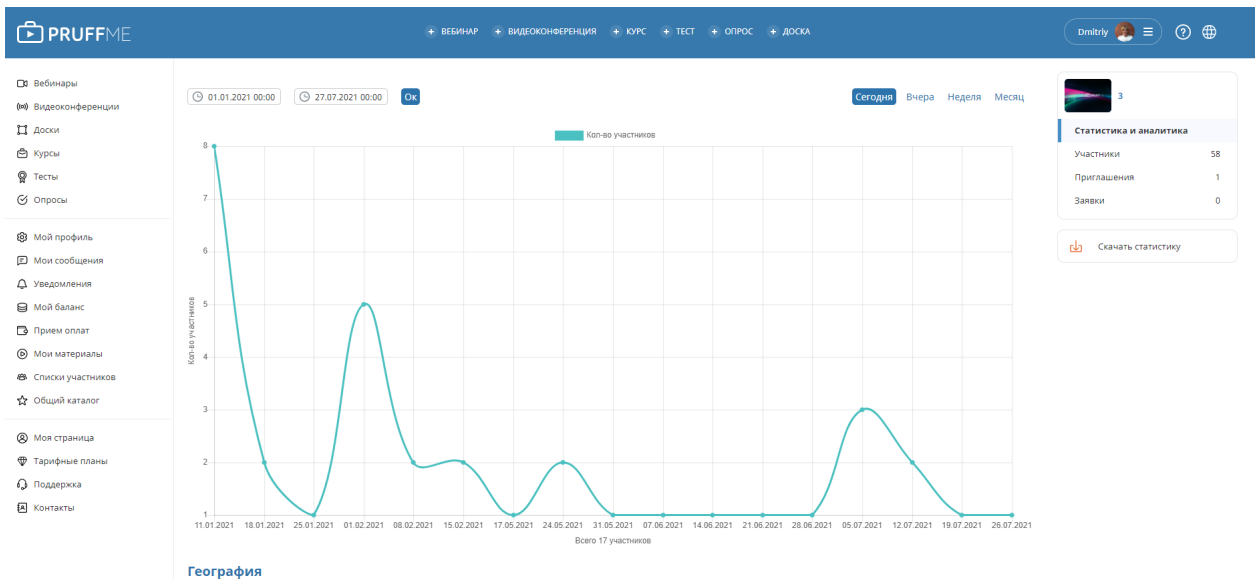 PRUFFME
+ ВЕБИНАР + ВИДЕОКОНФЕРЕНЦИЯ + КУРС + ТЕСТ + ОПРОС + ДОСКА
Dmitriy
Вебинары
Видеоконференции
Доски
Курсы
Тесты
Опросы
Мой профиль
Мои сообщения
Уведомления
Мой баланс
Прием оплат
Мои материалы
Списки участников
Общий каталог
Моя страница
Тарифные планы
Поддержка
Контакты
01.01.2021 00:00 27.07.2021 00:00 Ок
Сегодня Вчера Неделя Месяц
Кол-во участников
8
7
6
5
4
3
2
1
Кол-во участников
11.01.2021 18.01.2021 25.01.2021 01.02.2021 08.02.2021 15.02.2021 17.05.2021 24.05.2021 31.05.2021 07.06.2021 14.06.2021 21.06.2021 28.06.2021 05.07.2021 12.07.2021 19.07.2021 26.07.2021
Всего 17 участников
География
3
Статистика и аналитика
Участники 58
Приглашения 1
Заявки 0
Скачать статистику